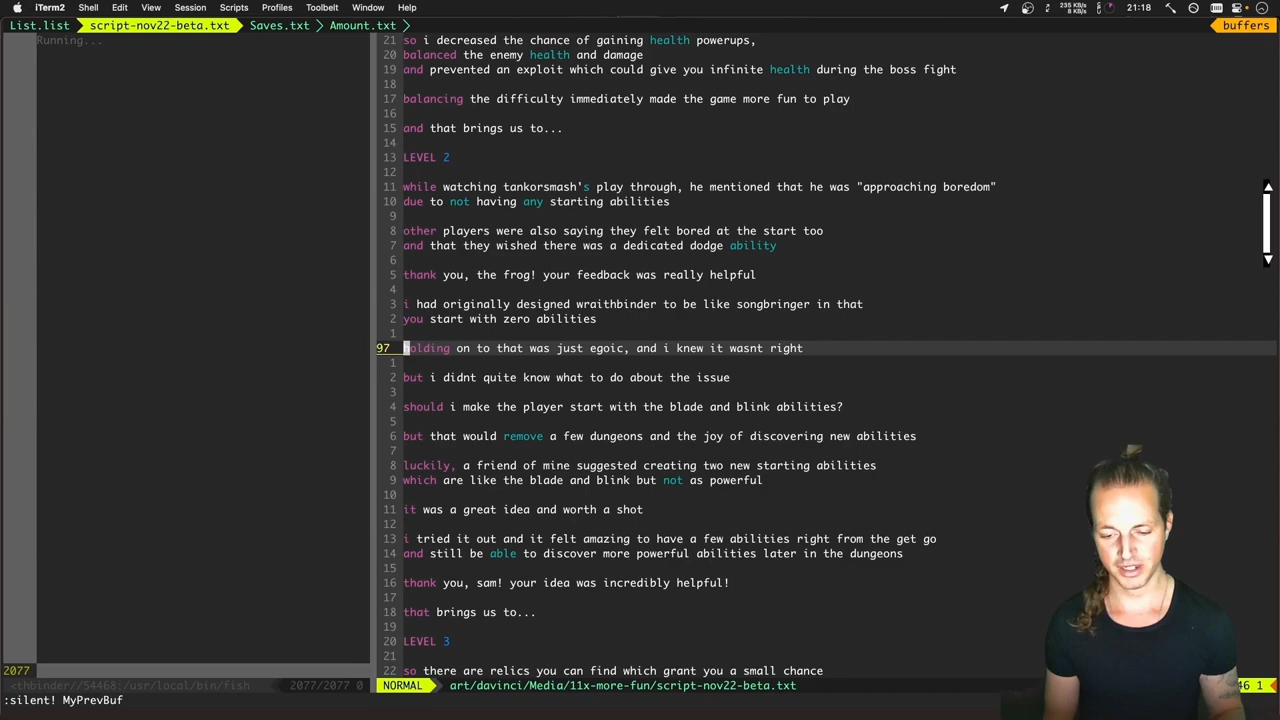 iTerm2 Shell Edit View Session Scripts Profiles Toolbelt Window Help 235 KB/s 8 KB/s 21:18
List.list script-nov22-beta.txt Saves.txt Amount.txt buffers
Running...
21 so i decreased the chance of gaining health powerups,
20 balanced the enemy health and damage
19 and prevented an exploit which could give you infinite health during the boss fight
18
17 balancing the difficulty immediately made the game more fun to play
16
15 and that brings us to...
14
13 LEVEL 2
12
11 while watching tankorsmash's play through, he mentioned that he was "approaching boredom"
10 due to not having any starting abilities
9
8 other players were also saying they felt bored at the start too
7 and that they wished there was a dedicated dodge ability
6
5 thank you, the frog! your feedback was really helpful
4
3 i had originally designed wraithbinder to be like songbringer in that
2 you start with zero abilities
1
97 holding on to that was just egoic, and i knew it wasnt right
1
2 but i didnt quite know what to do about the issue
3
4 should i make the player start with the blade and blink abilities?
5
6 but that would remove a few dungeons and the joy of discovering new abilities
7
8 luckily, a friend of mine suggested creating two new starting abilities
9 which are like the blade and blink but not as powerful
10
11 it was a great idea and worth a shot
12
13 i tried it out and it felt amazing to have a few abilities right from the get go
14 and still be able to discover more powerful abilities later in the dungeons
15
16 thank you, sam! your idea was incredibly helpful!
17
18 that brings us to...
19
20 LEVEL 3
21
22 so there are relics you can find which grant you a small chance
2077
<thbinder//54468:/usr/local/bin/fish 2077/2077 0 NORMAL art/davinci/Media/11x-more-fun/script-nov22-beta.txt 46 1
:silent! MyPrevBuf